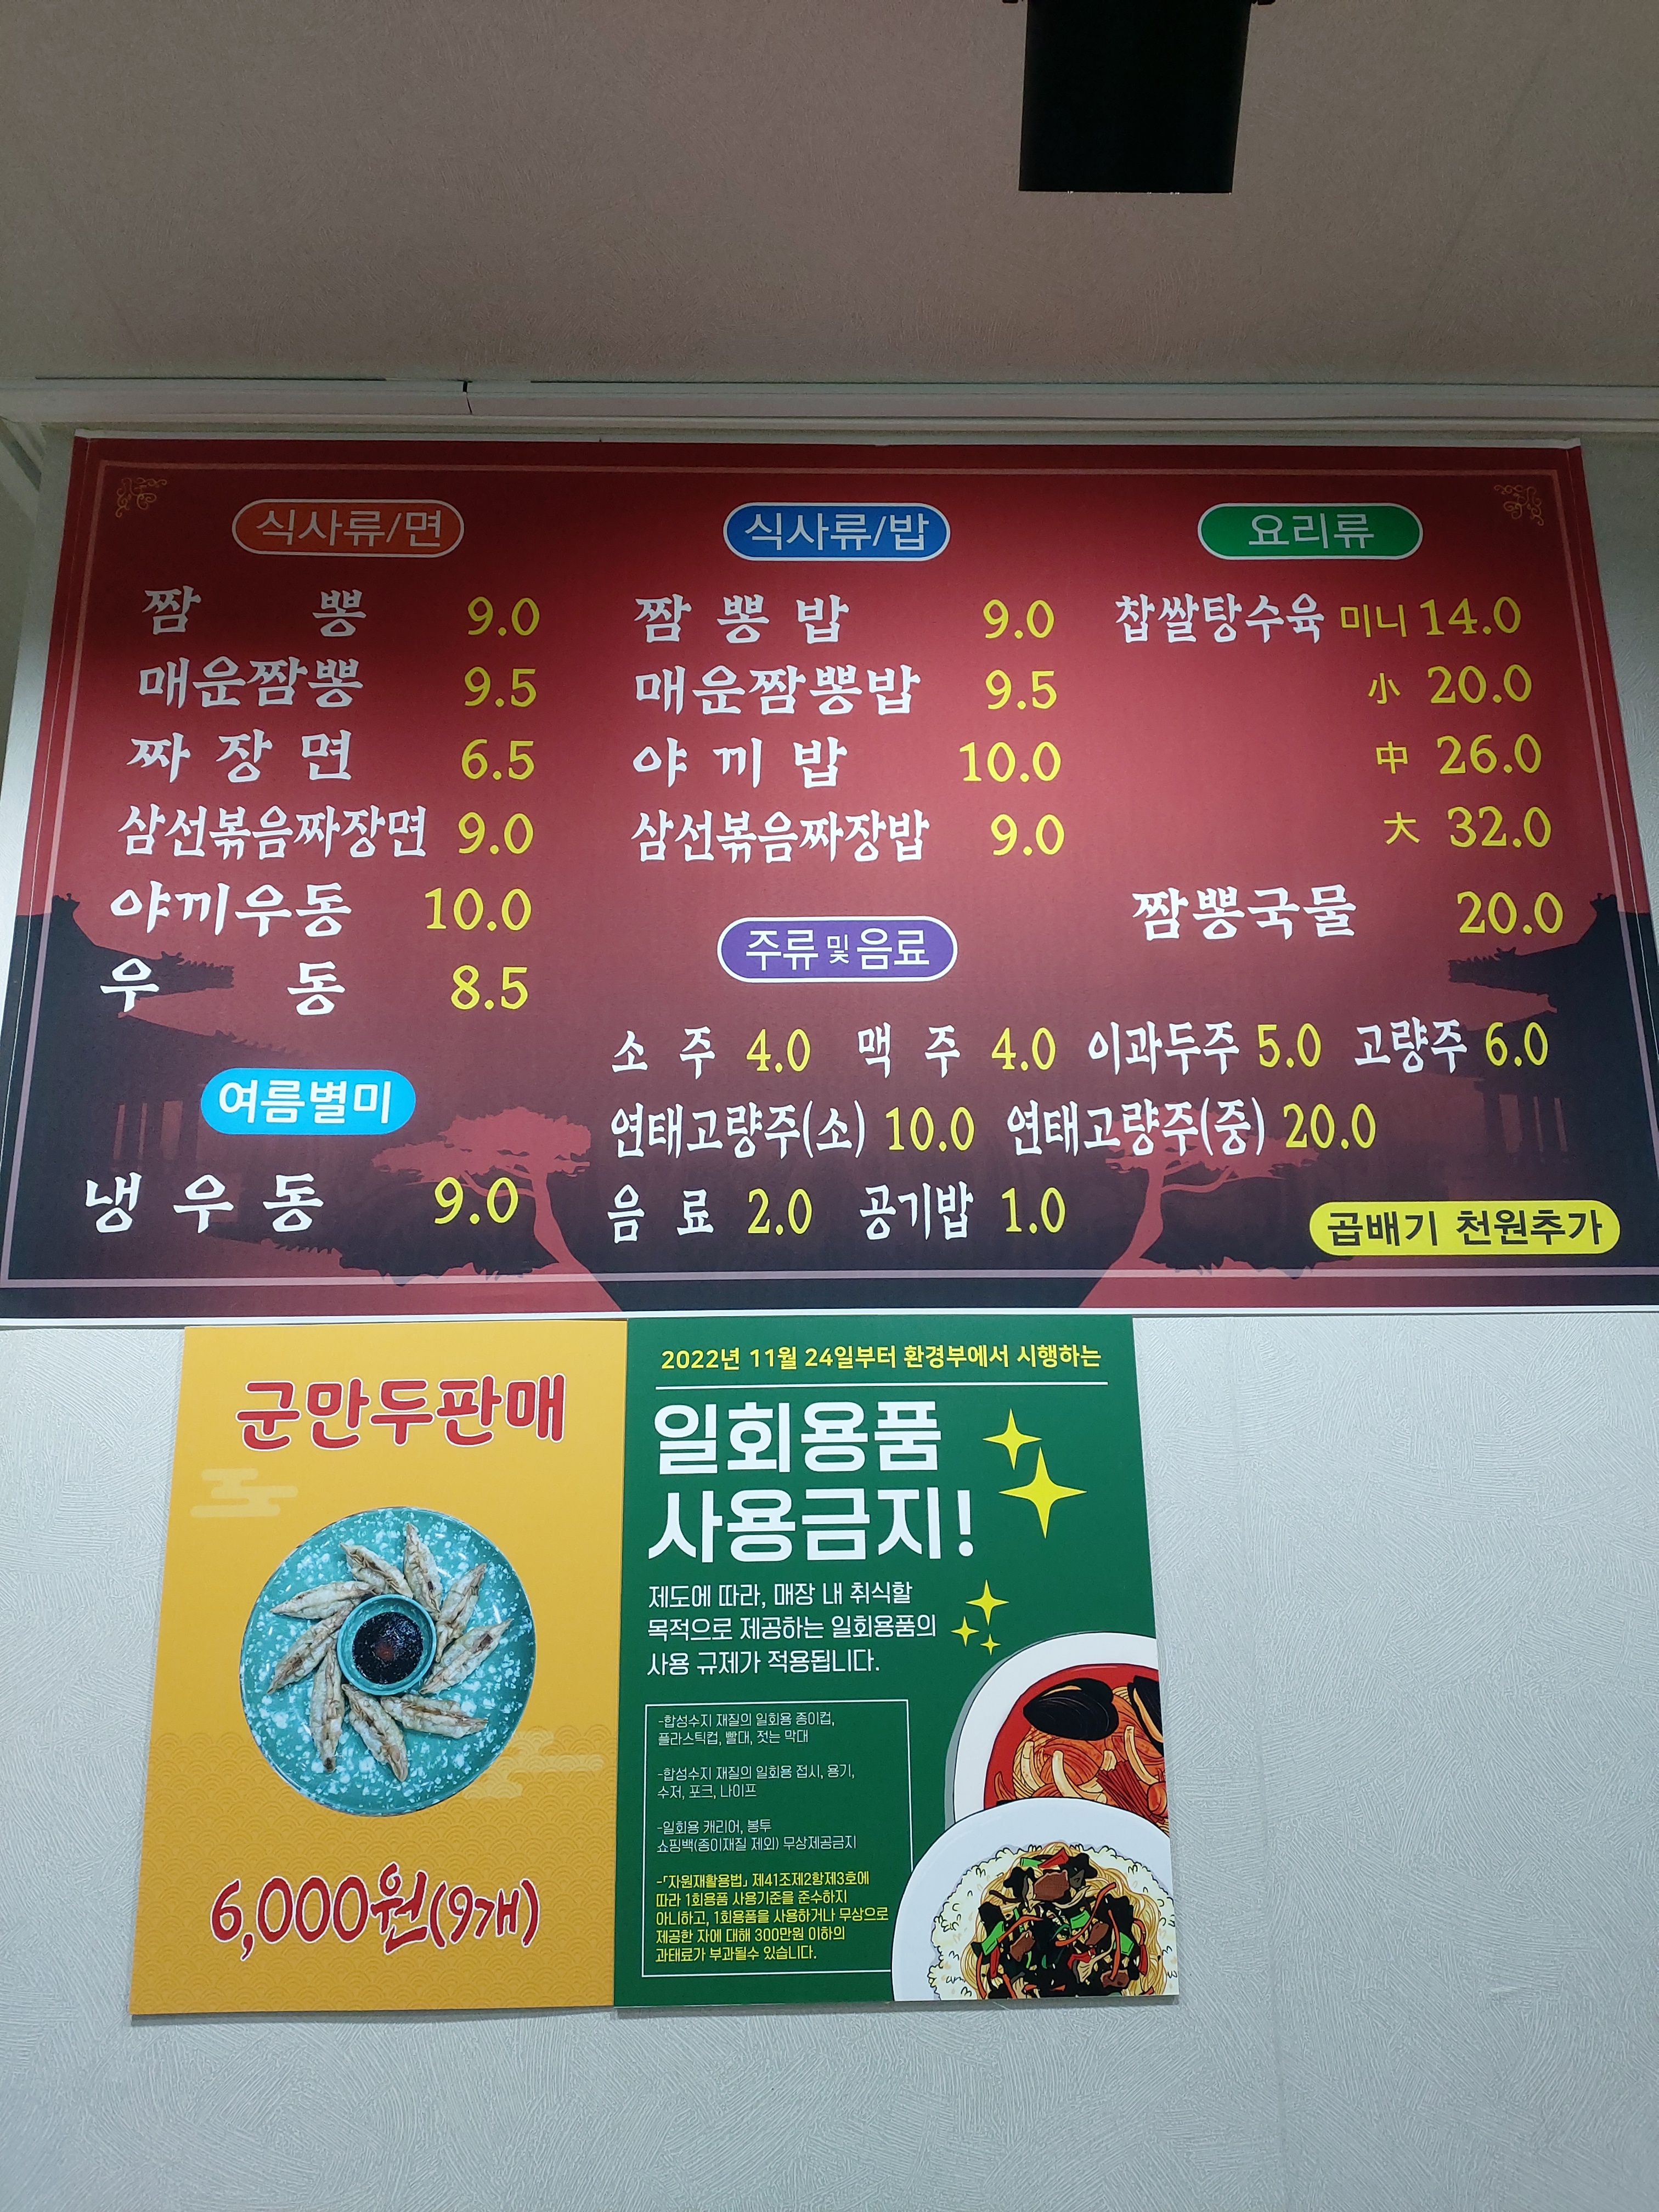 식사류/면
짬 뽕 9.0
매운짬뽕 9.5
짜장면 6.5
삼선볶음짜장면 9.0
야끼우동 10.0
우 동 8.5
여름별미
냉우동 9.0
식사류/밥
짬뽕밥 9.0
매운짬뽕밥 9.5
야끼밥 10.0
삼선볶음짜장밥 9.0
요리류
찹쌀탕수육 미니 14.0
小 20.0
中 26.0
大 32.0
짬뽕국물 20.0
주류 및 음료
소주 4.0 맥주 4.0 이과두주 5.0 고량주 6.0
연태고량주(소) 10.0 연태고량주(중) 20.0
음료 2.0 공기밥 1.0
곱배기 천원추가
군만두판매
6,000원(9개)
2022년 11월 24일부터 환경부에서 시행하는
일회용품
사용금지!
제도에 따라, 매장 내 취식할
목적으로 제공하는 일회용품의
사용 규제가 적용됩니다.
-합성수지 재질의 일회용 종이컵,
플라스틱컵, 빨대, 젓는 막대
-합성수지 재질의 일회용 접시, 용기,
수저, 포크, 나이프
-일회용 캐리어, 봉투
쇼핑백(종이재질 제외) 무상제공금지
-「자원재활용법」 제41조제2항제3호에
따라 1회용품 사용기준을 준수하지
아니하고, 1회용품을 사용하거나 무상으로
제공한 자에 대해 300만원 이하의
과태료가 부과될수 있습니다.